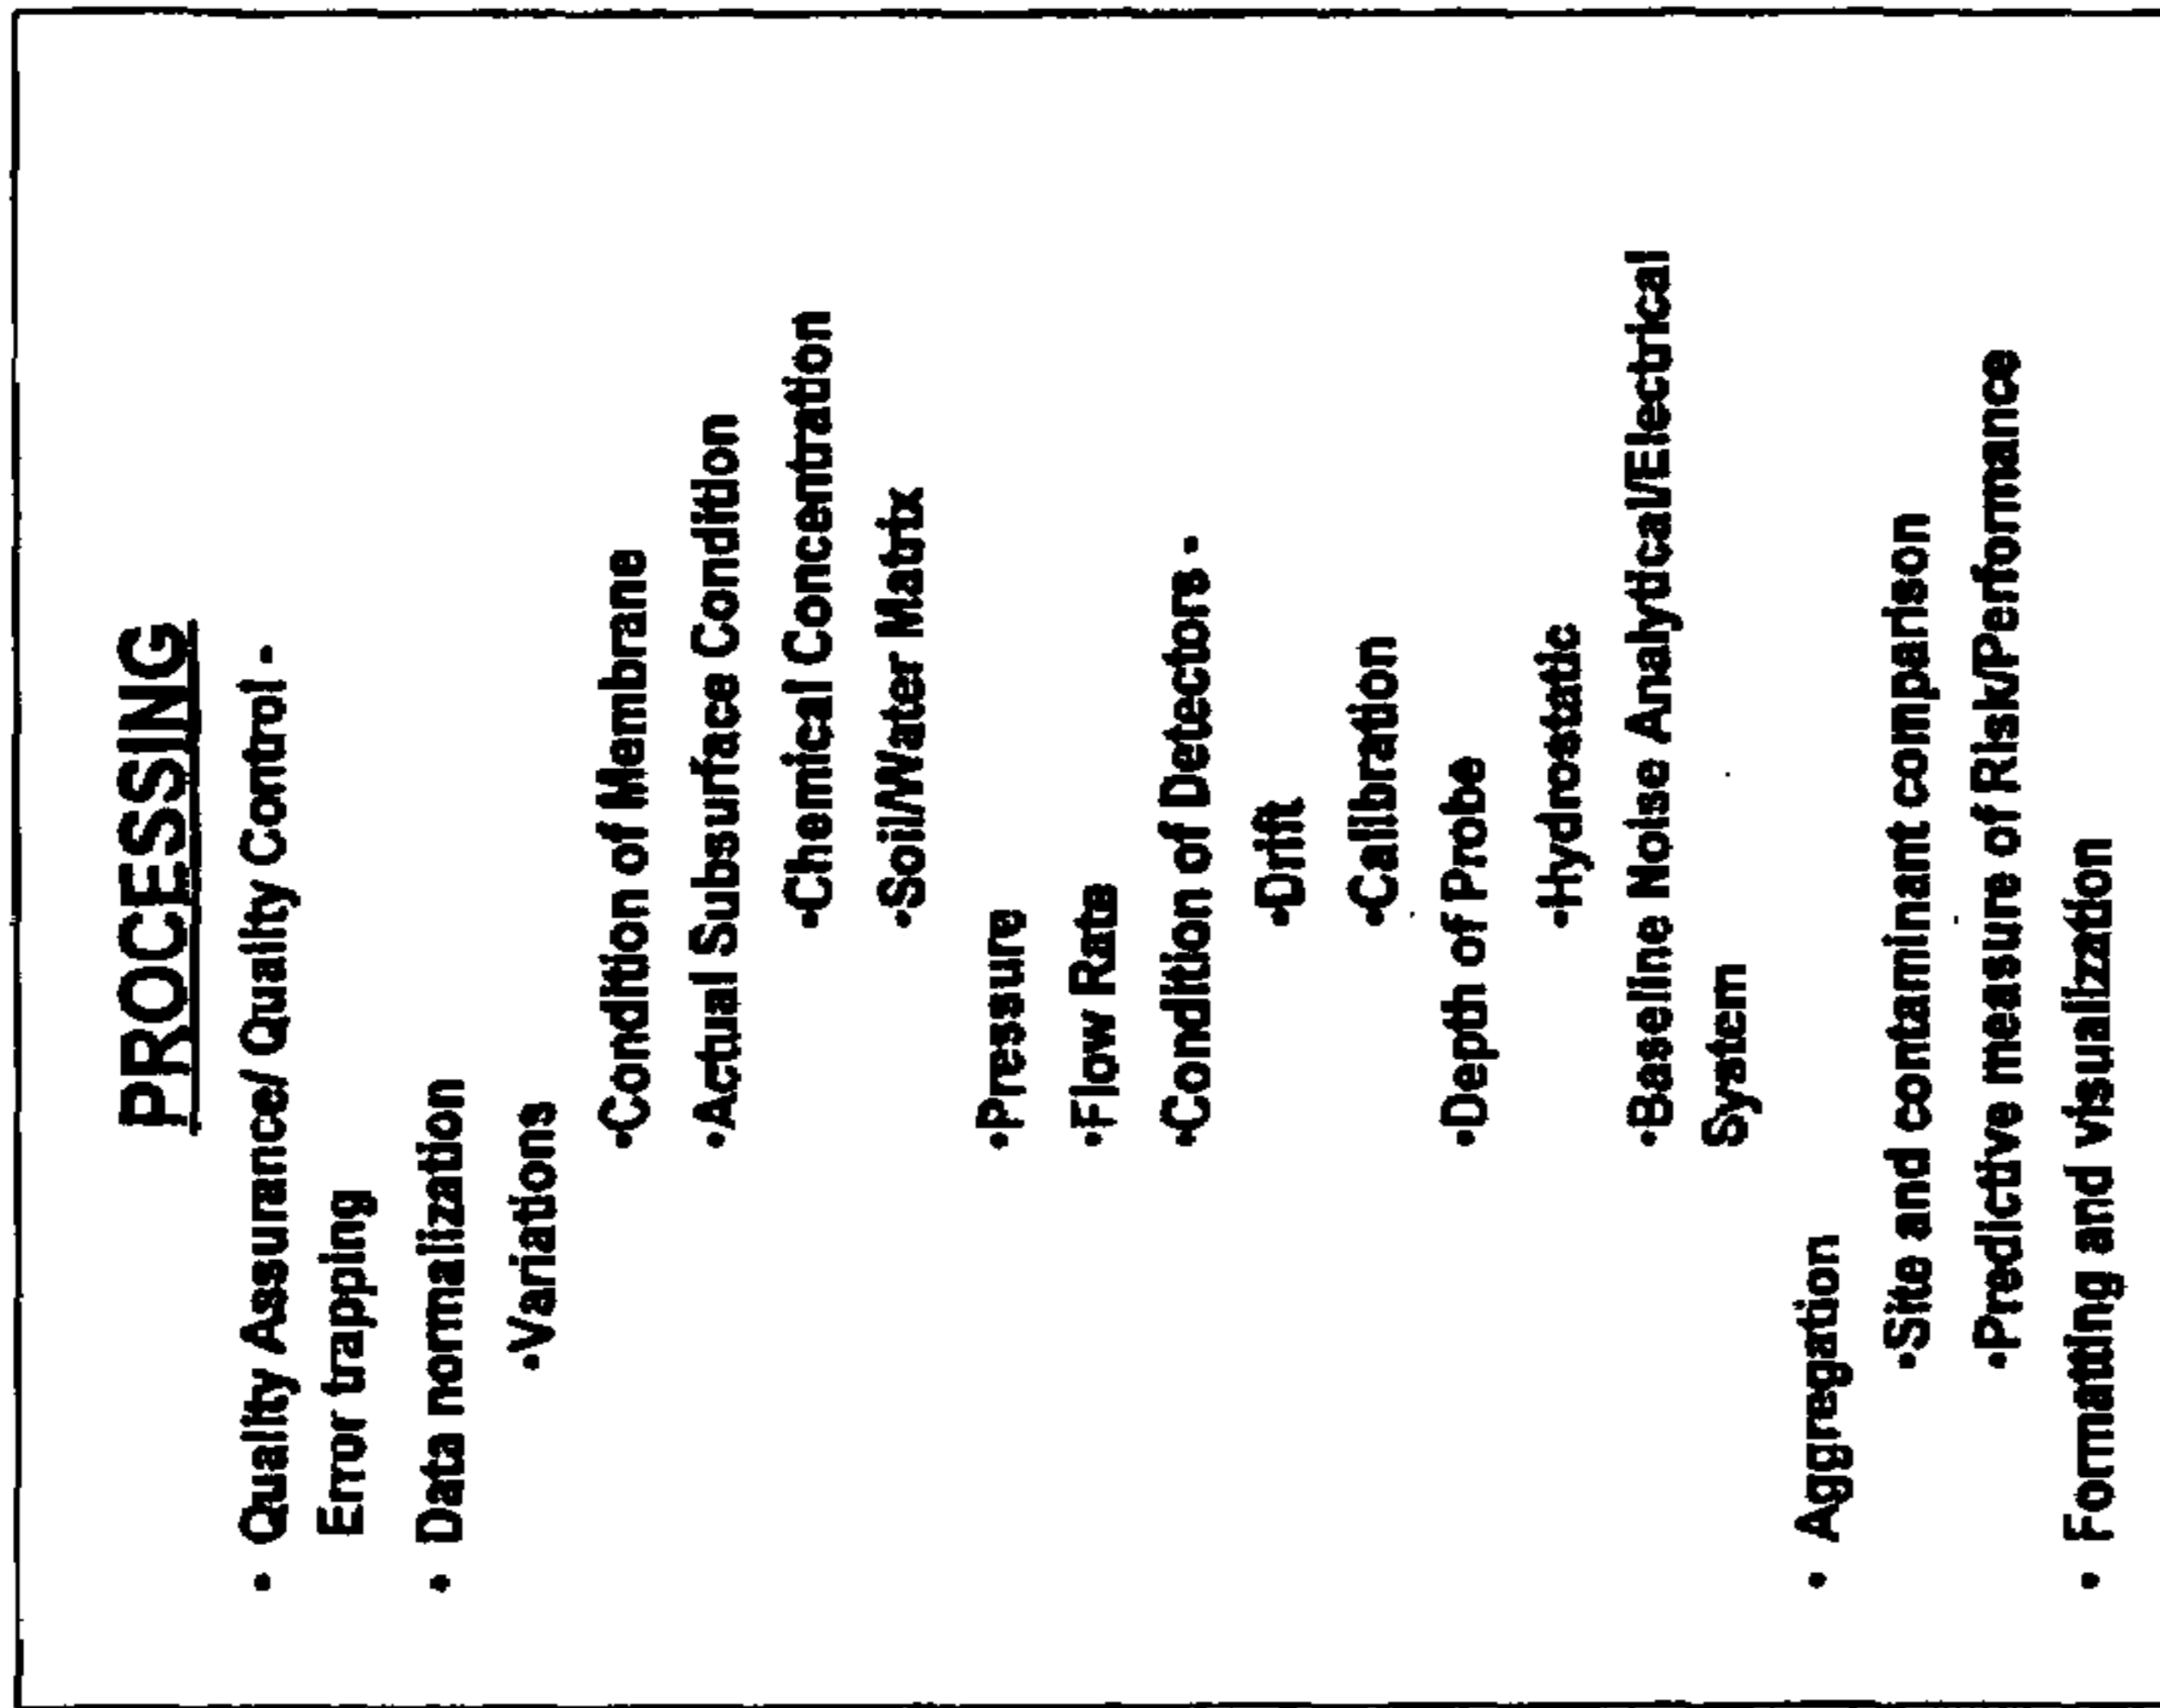 PROCESSING
• Quality Assurance/ Quality Control -
Error trapping
• Data normalization
•Variations
•Condition of Membrane
•Actual Subsurface Condition
•Chemical Concentration
•Soil/Water Matrix
•Pressure
•Flow Rate
•Condition of Detectors -
•Drift
•Calibration
•Depth of Probe
•Hydrostatic
•Baseline Noise Analytical/Electrical
System
• Aggregation
•Site and contaminant comparison
•Predictive measure of Risk/Performance
• Formatting and visualization